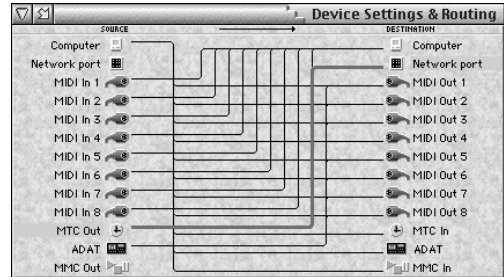 Device Settings & Routing
SOURCE
DESTINATION
Computer
Computer
Network port
Network port
MIDI In 1
MIDI Out 1
MIDI In 2
MIDI Out 2
MIDI In 3
MIDI Out 3
MIDI In 4
MIDI Out 4
MIDI In 5
MIDI Out 5
MIDI In 6
MIDI Out 6
MIDI In 7
MIDI Out 7
MIDI In 8
MIDI Out 8
MTC Out
MTC In
ADAT
ADAT
MMC Out
MMC In